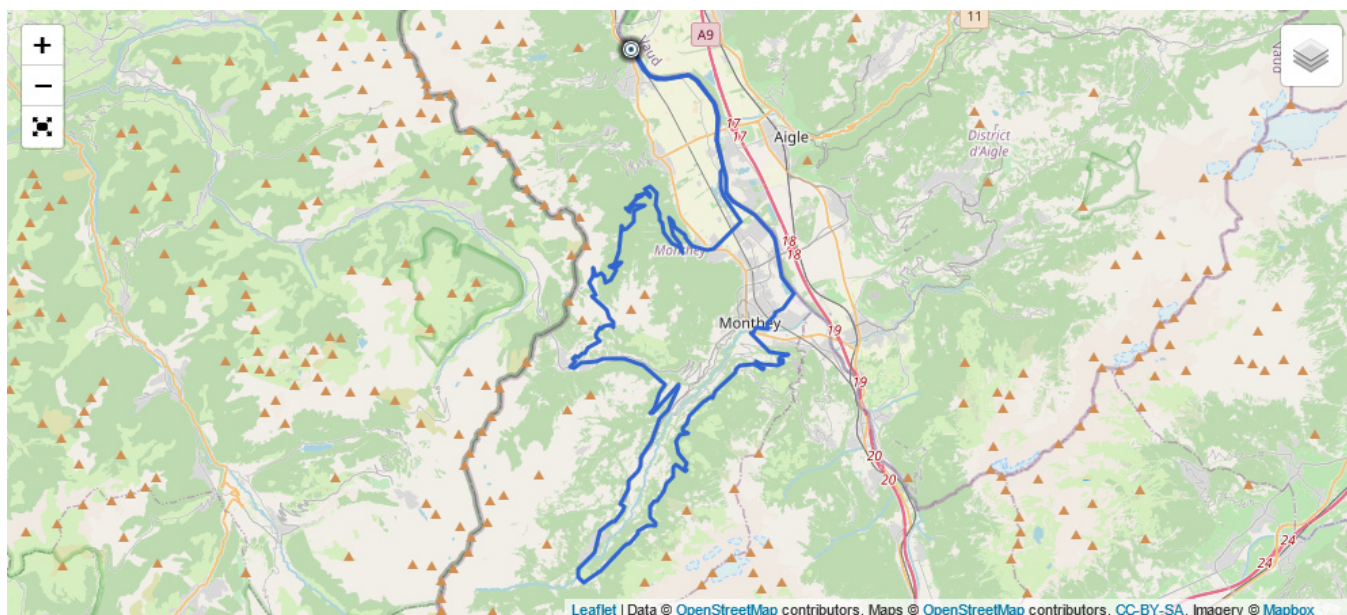 11
+
−
A9
Vaud
Vaud
17
17
Aigle
District
d'Aigle
18
18
Monthey
Monthey
19
19
20
20
24
24
Leaflet | Data © OpenStreetMap contributors, Maps © OpenStreetMap contributors, CC-BY-SA, Imagery © Mapbox